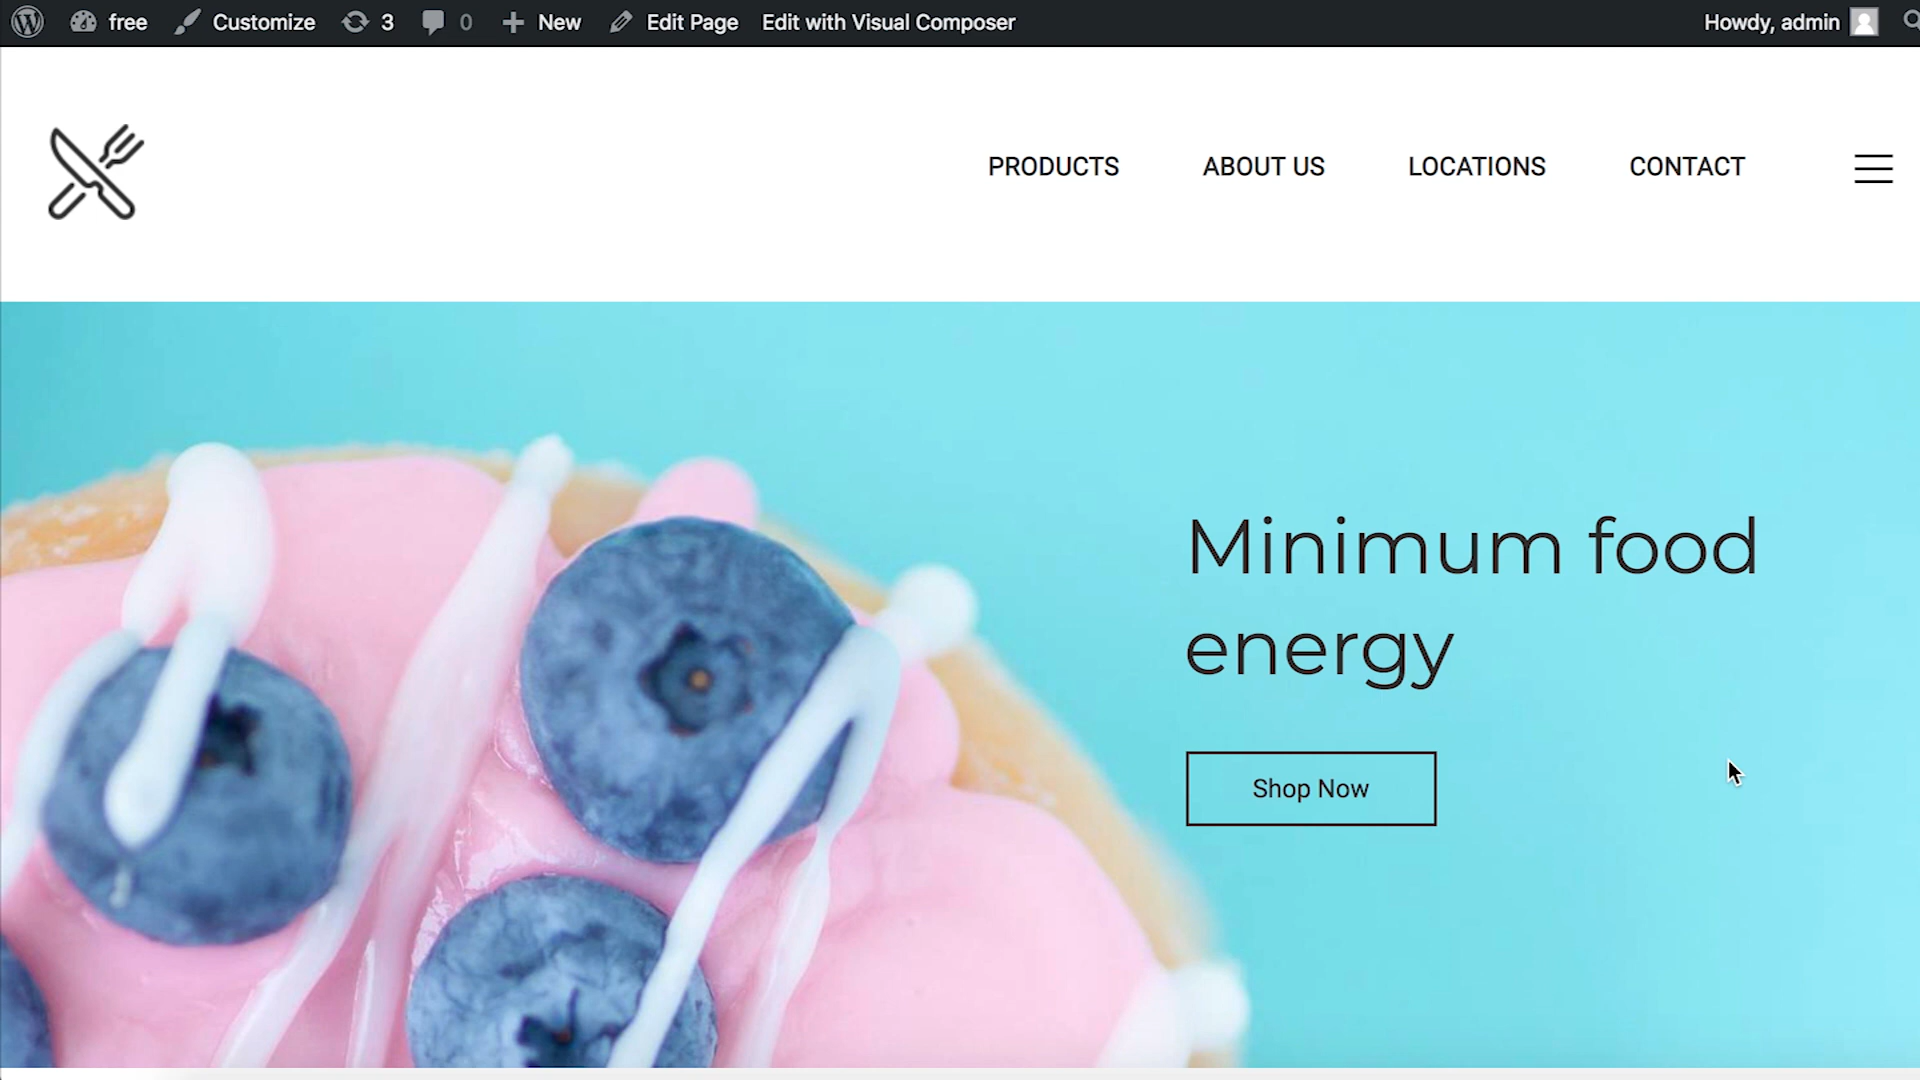 free Customize 3 0 New Edit Page Edit with Visual Composer Howdy, admin
PRODUCTS ABOUT US LOCATIONS CONTACT
Minimum food
energy
Shop Now